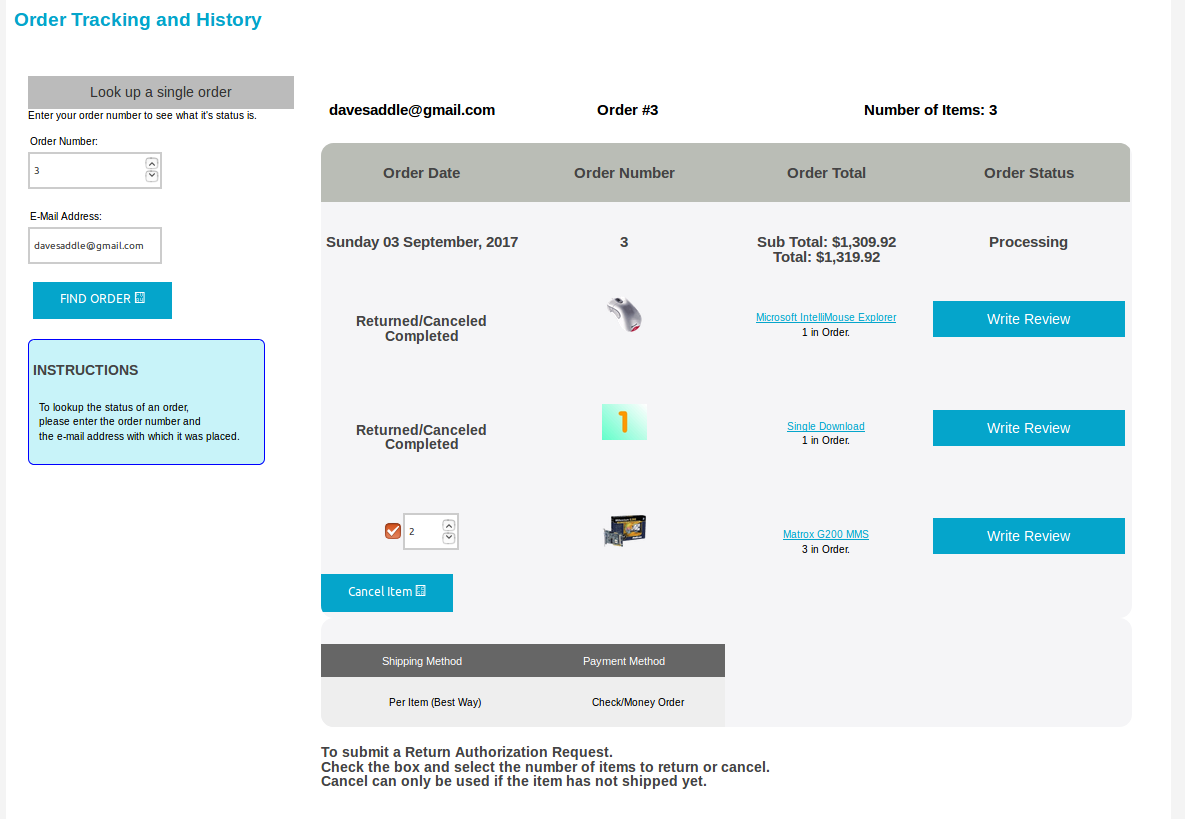 Order Tracking and History
Look up a single order
Enter your order number to see what it's status is.
Order Number:
3
E-Mail Address:
davesaddle@gmail.com
FIND ORDER
INSTRUCTIONS
To lookup the status of an order,
please enter the order number and
the e-mail address with which it was placed.
davesaddle@gmail.com Order #3 Number of Items: 3
Order Date Order Number Order Total Order Status
Sunday 03 September, 2017 3 Sub Total: $1,309.92 Processing
Total: $1,319.92
Returned/Canceled
Completed
Microsoft IntelliMouse Explorer
1 in Order.
Write Review
Returned/Canceled
Completed
1
Single Download
1 in Order.
Write Review
2
Matrox G200 MMS
3 in Order.
Write Review
Cancel Item
Shipping Method Payment Method
Per Item (Best Way) Check/Money Order
To submit a Return Authorization Request.
Check the box and select the number of items to return or cancel.
Cancel can only be used if the item has not shipped yet.